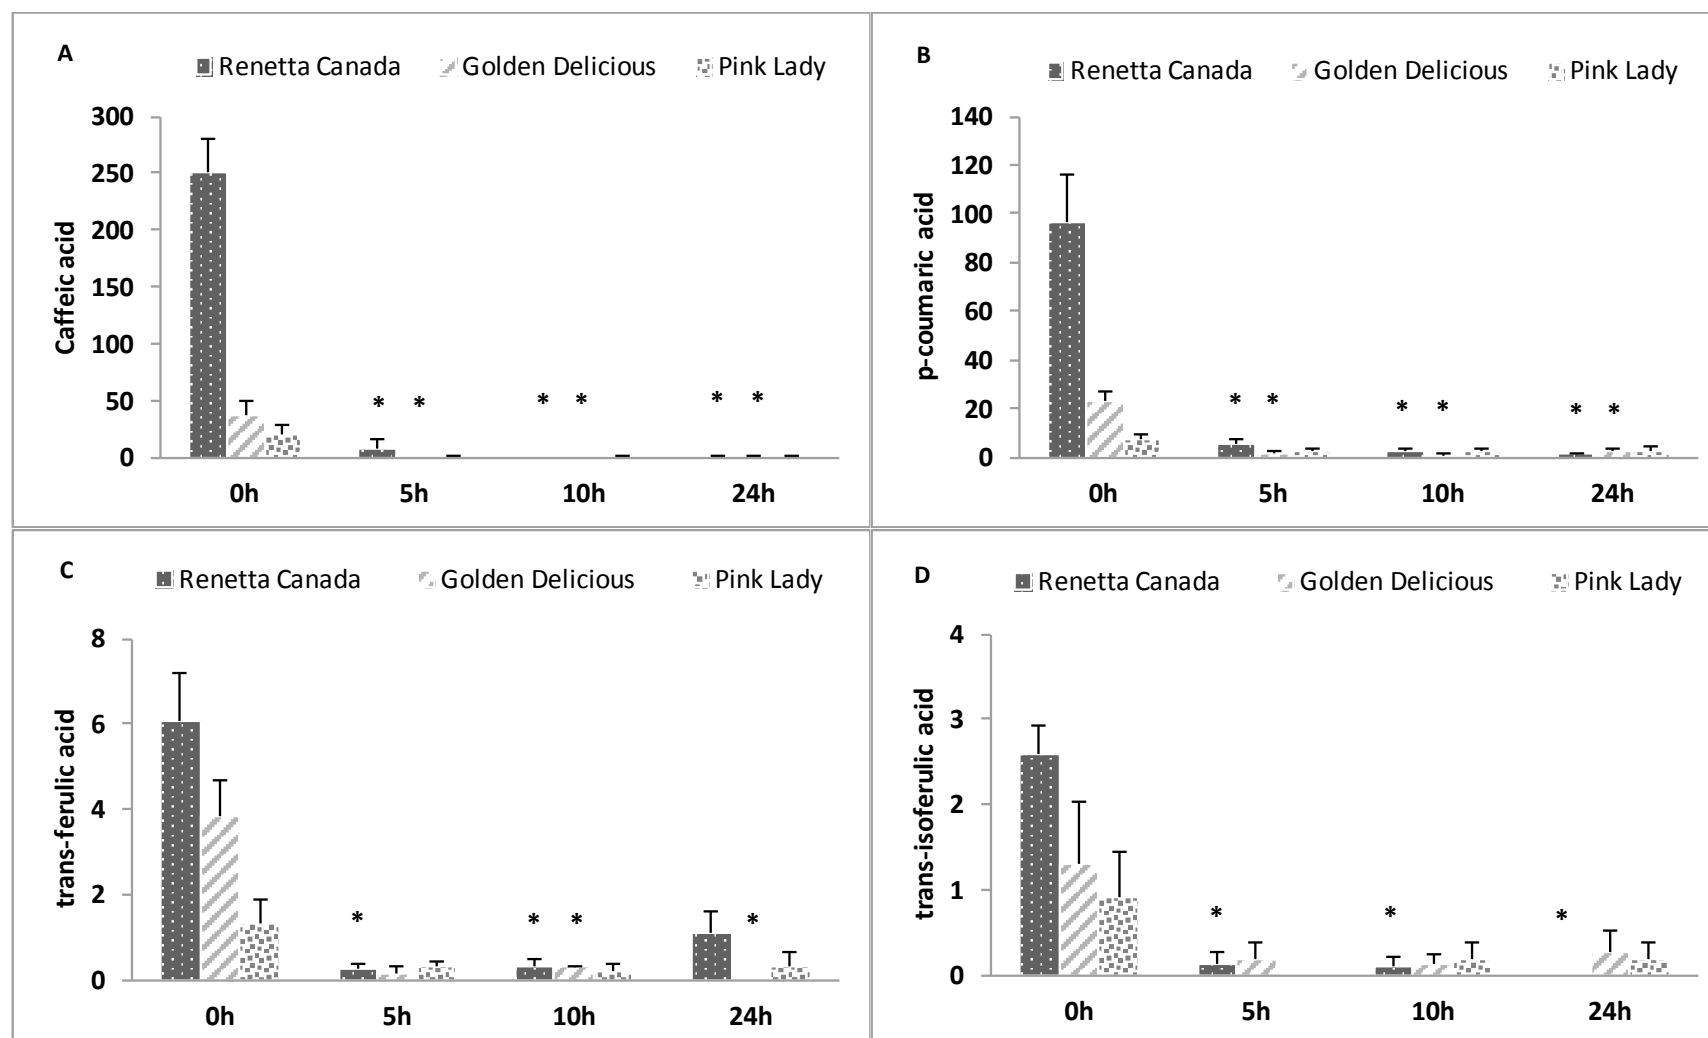 A
Renetta Canada Golden Delicious Pink Lady
300
250
200
150
100
50
0
Caffeic acid
* * * * * *
0h 5h 10h 24h
B
Renetta Canada Golden Delicious Pink Lady
140
120
100
80
60
40
20
0
p-coumaric acid
* * * * * *
0h 5h 10h 24h
C
Renetta Canada Golden Delicious Pink Lady
8
6
4
2
0
trans-ferulic acid
* * * *
0h 5h 10h 24h
D
Renetta Canada Golden Delicious Pink Lady
4
3
2
1
0
trans-isoferulic acid
* * *
0h 5h 10h 24h